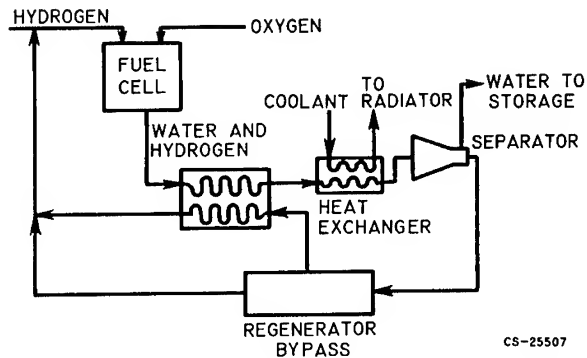 HYDROGEN
OXYGEN
FUEL
CELL
TO
COOLANT RADIATOR
WATER TO
STORAGE
WATER AND
HYDROGEN
SEPARATOR
HEAT
EXCHANGER
REGENERATOR
BYPASS
CS-25507